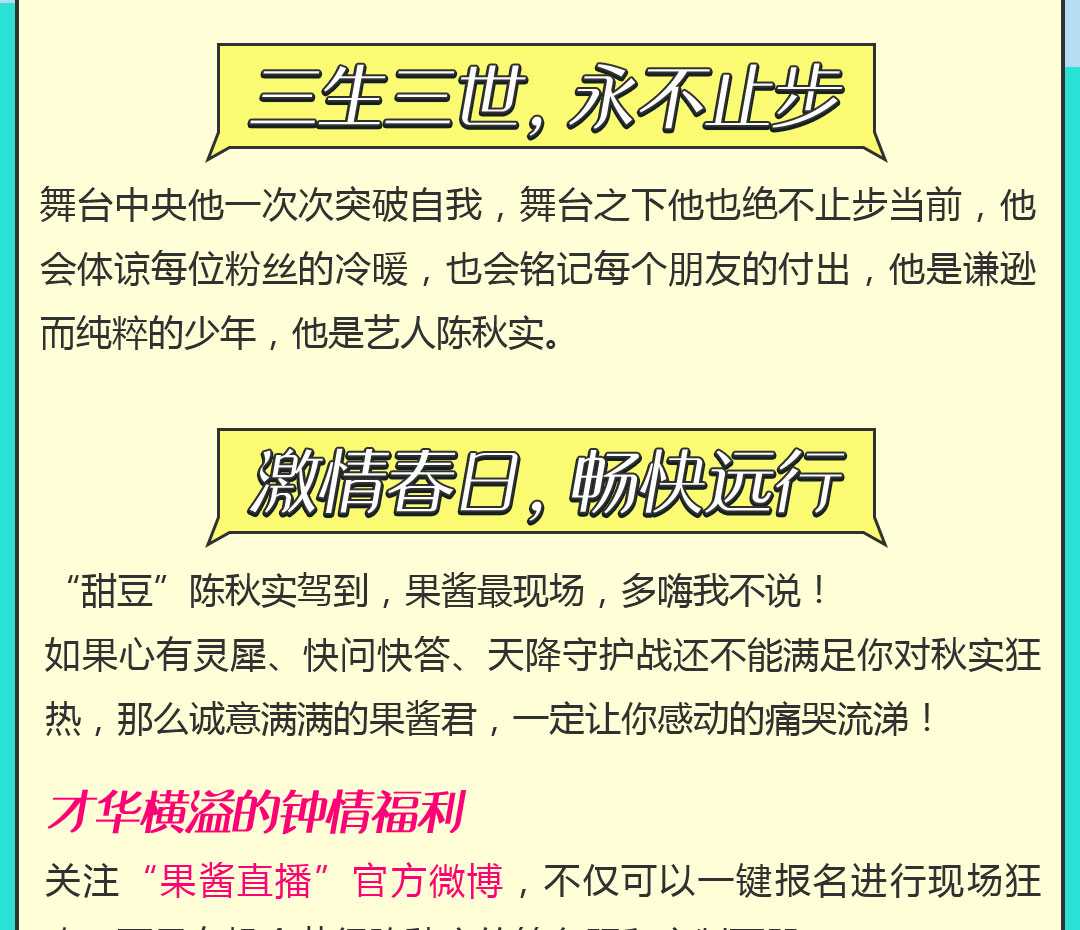 三生三世，永不止步
舞台中央他一次次突破自我，舞台之下他也绝不止步当前，他
会体谅每位粉丝的冷暖，也会铭记每个朋友的付出，他是谦逊
而纯粹的少年，他是艺人陈秋实。
激情春日，畅快远行
“甜豆”陈秋实驾到，果酱最现场，多嗨我不说！
如果心有灵犀、快问快答、天降守护战还不能满足你对秋实狂
热，那么诚意满满的果酱君，一定让你感动的痛哭流涕！
才华横溢的钟情福利
关注“果酱直播”官方微博，不仅可以一键报名进行现场狂